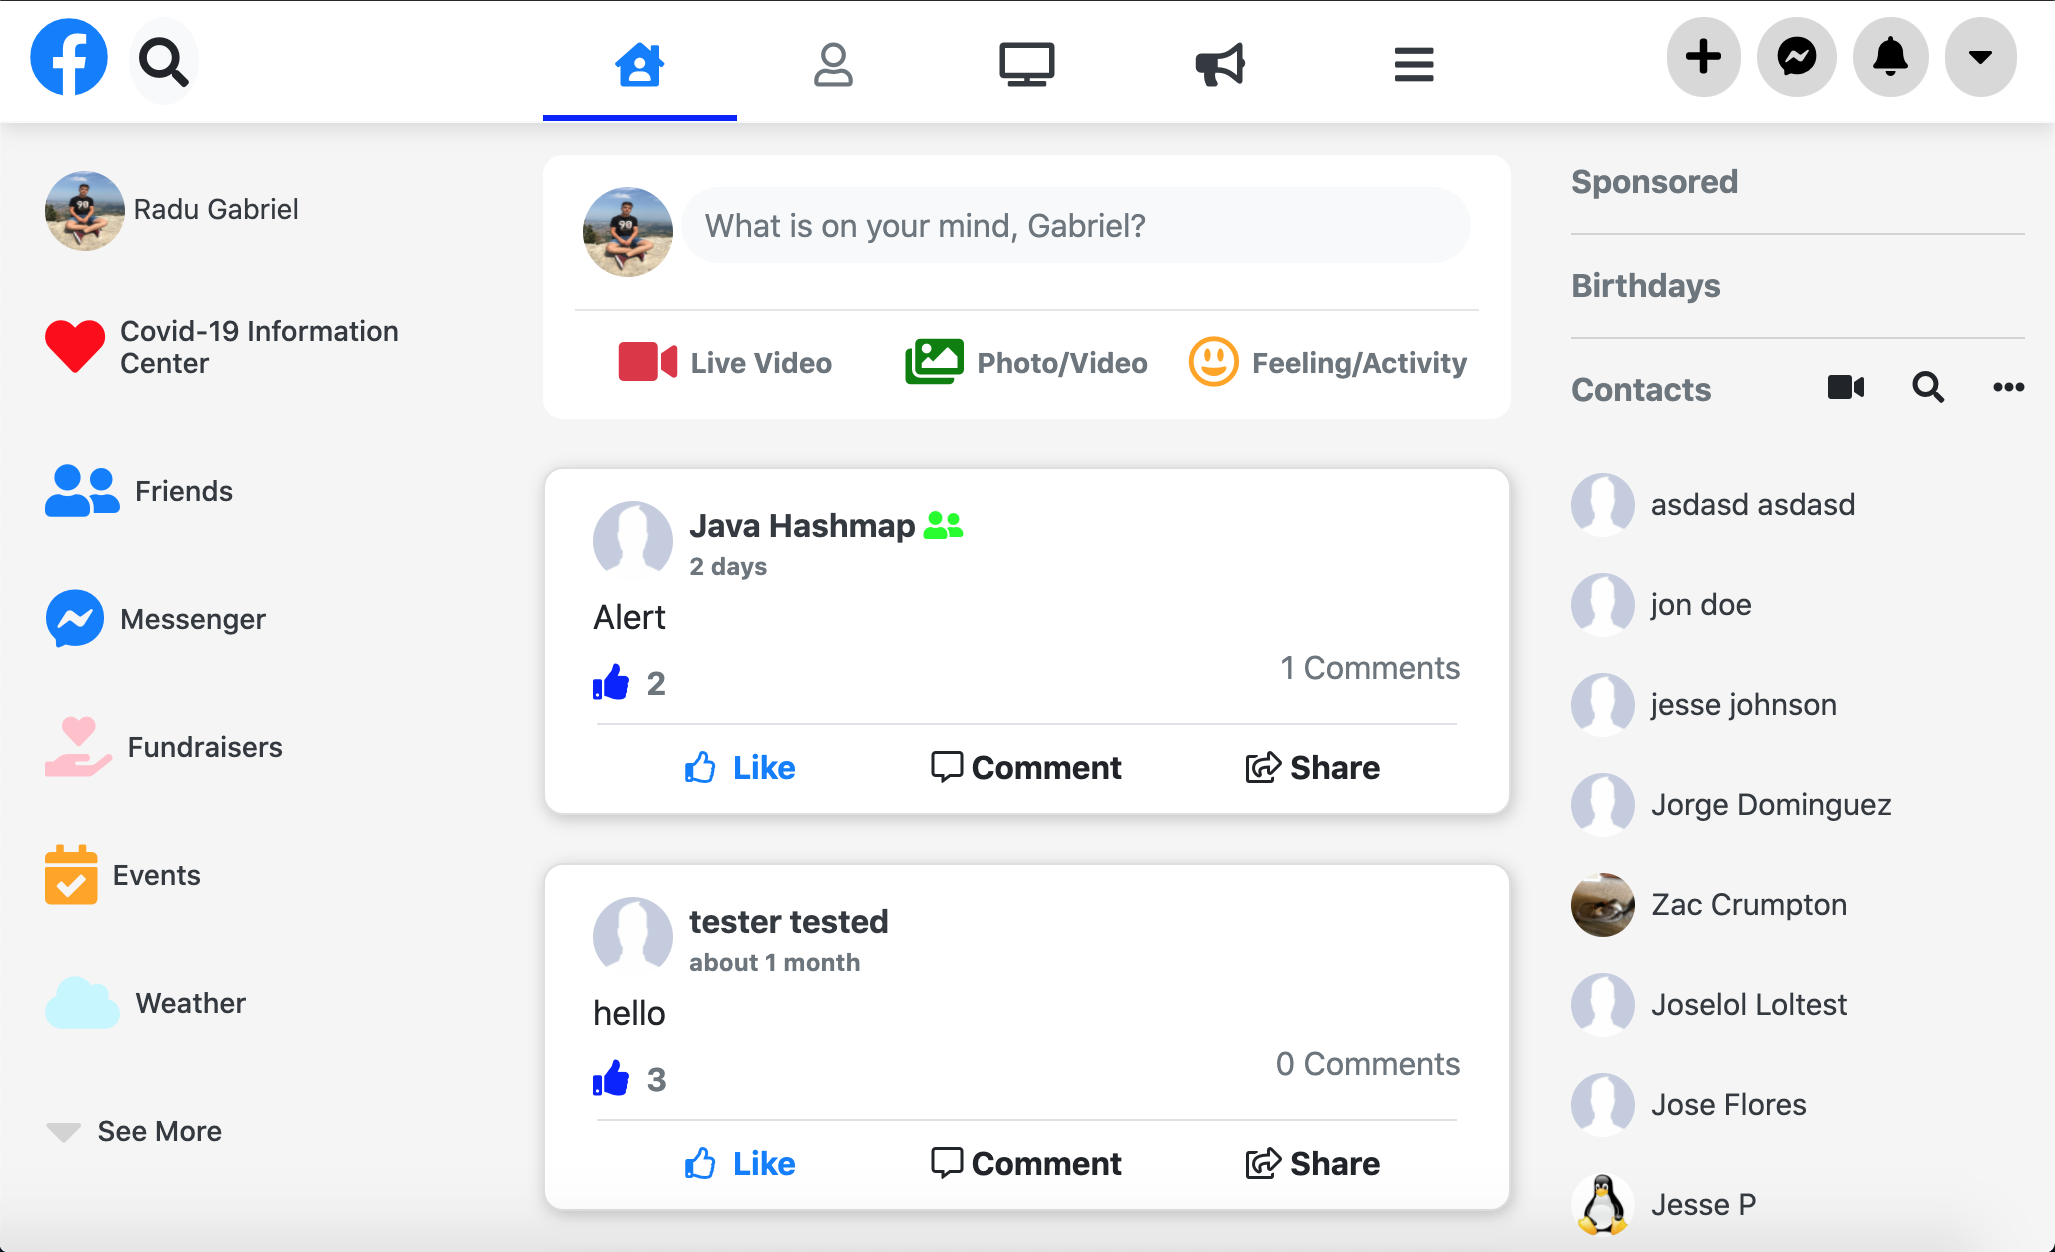 Radu Gabriel
Covid-19 Information
Center
Friends
Messenger
Fundraisers
Events
Weather
See More
What is on your mind, Gabriel?
Live Video
Photo/Video
Feeling/Activity
Java Hashmap
2 days
Alert
2
1 Comments
Like
Comment
Share
tester tested
about 1 month
hello
3
0 Comments
Like
Comment
Share
Sponsored
Birthdays
Contacts
asdasd asdasd
jon doe
jesse johnson
Jorge Dominguez
Zac Crumpton
Joselol Loltest
Jose Flores
Jesse P